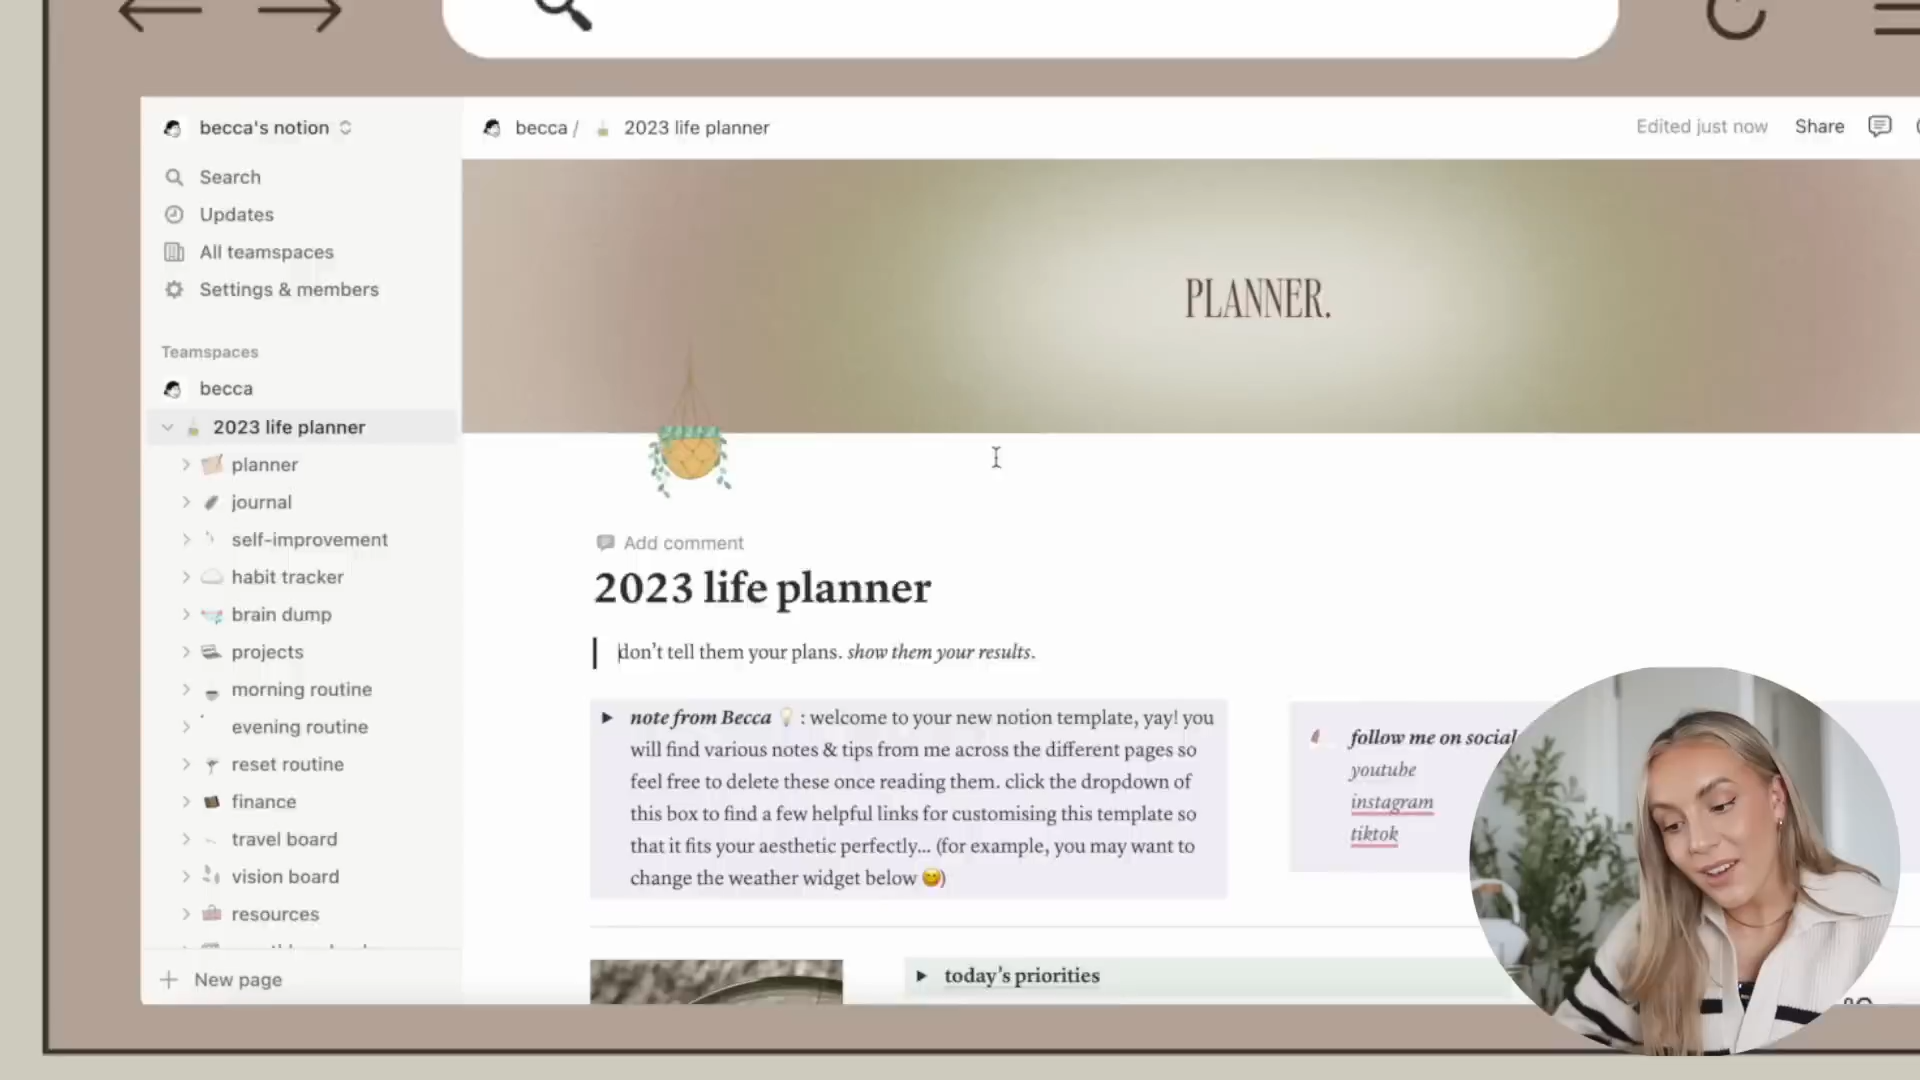 becca's notion
Search
Updates
All teamspaces
Settings & members
Teamspaces
becca
2023 life planner
planner
journal
self-improvement
habit tracker
brain dump
projects
morning routine
evening routine
reset routine
finance
travel board
vision board
resources
New page
becca / 2023 life planner
Edited just now Share
PLANNER.
Add comment
2023 life planner
don't tell them your plans. show them your results.
note from Becca 💡 : welcome to your new notion template, yay! you
will find various notes & tips from me across the different pages so
feel free to delete these once reading them. click the dropdown of
this box to find a few helpful links for customising this template so
that it fits your aesthetic perfectly... (for example, you may want to
change the weather widget below 😄)
follow me on social
youtube
instagram
tiktok
today's priorities